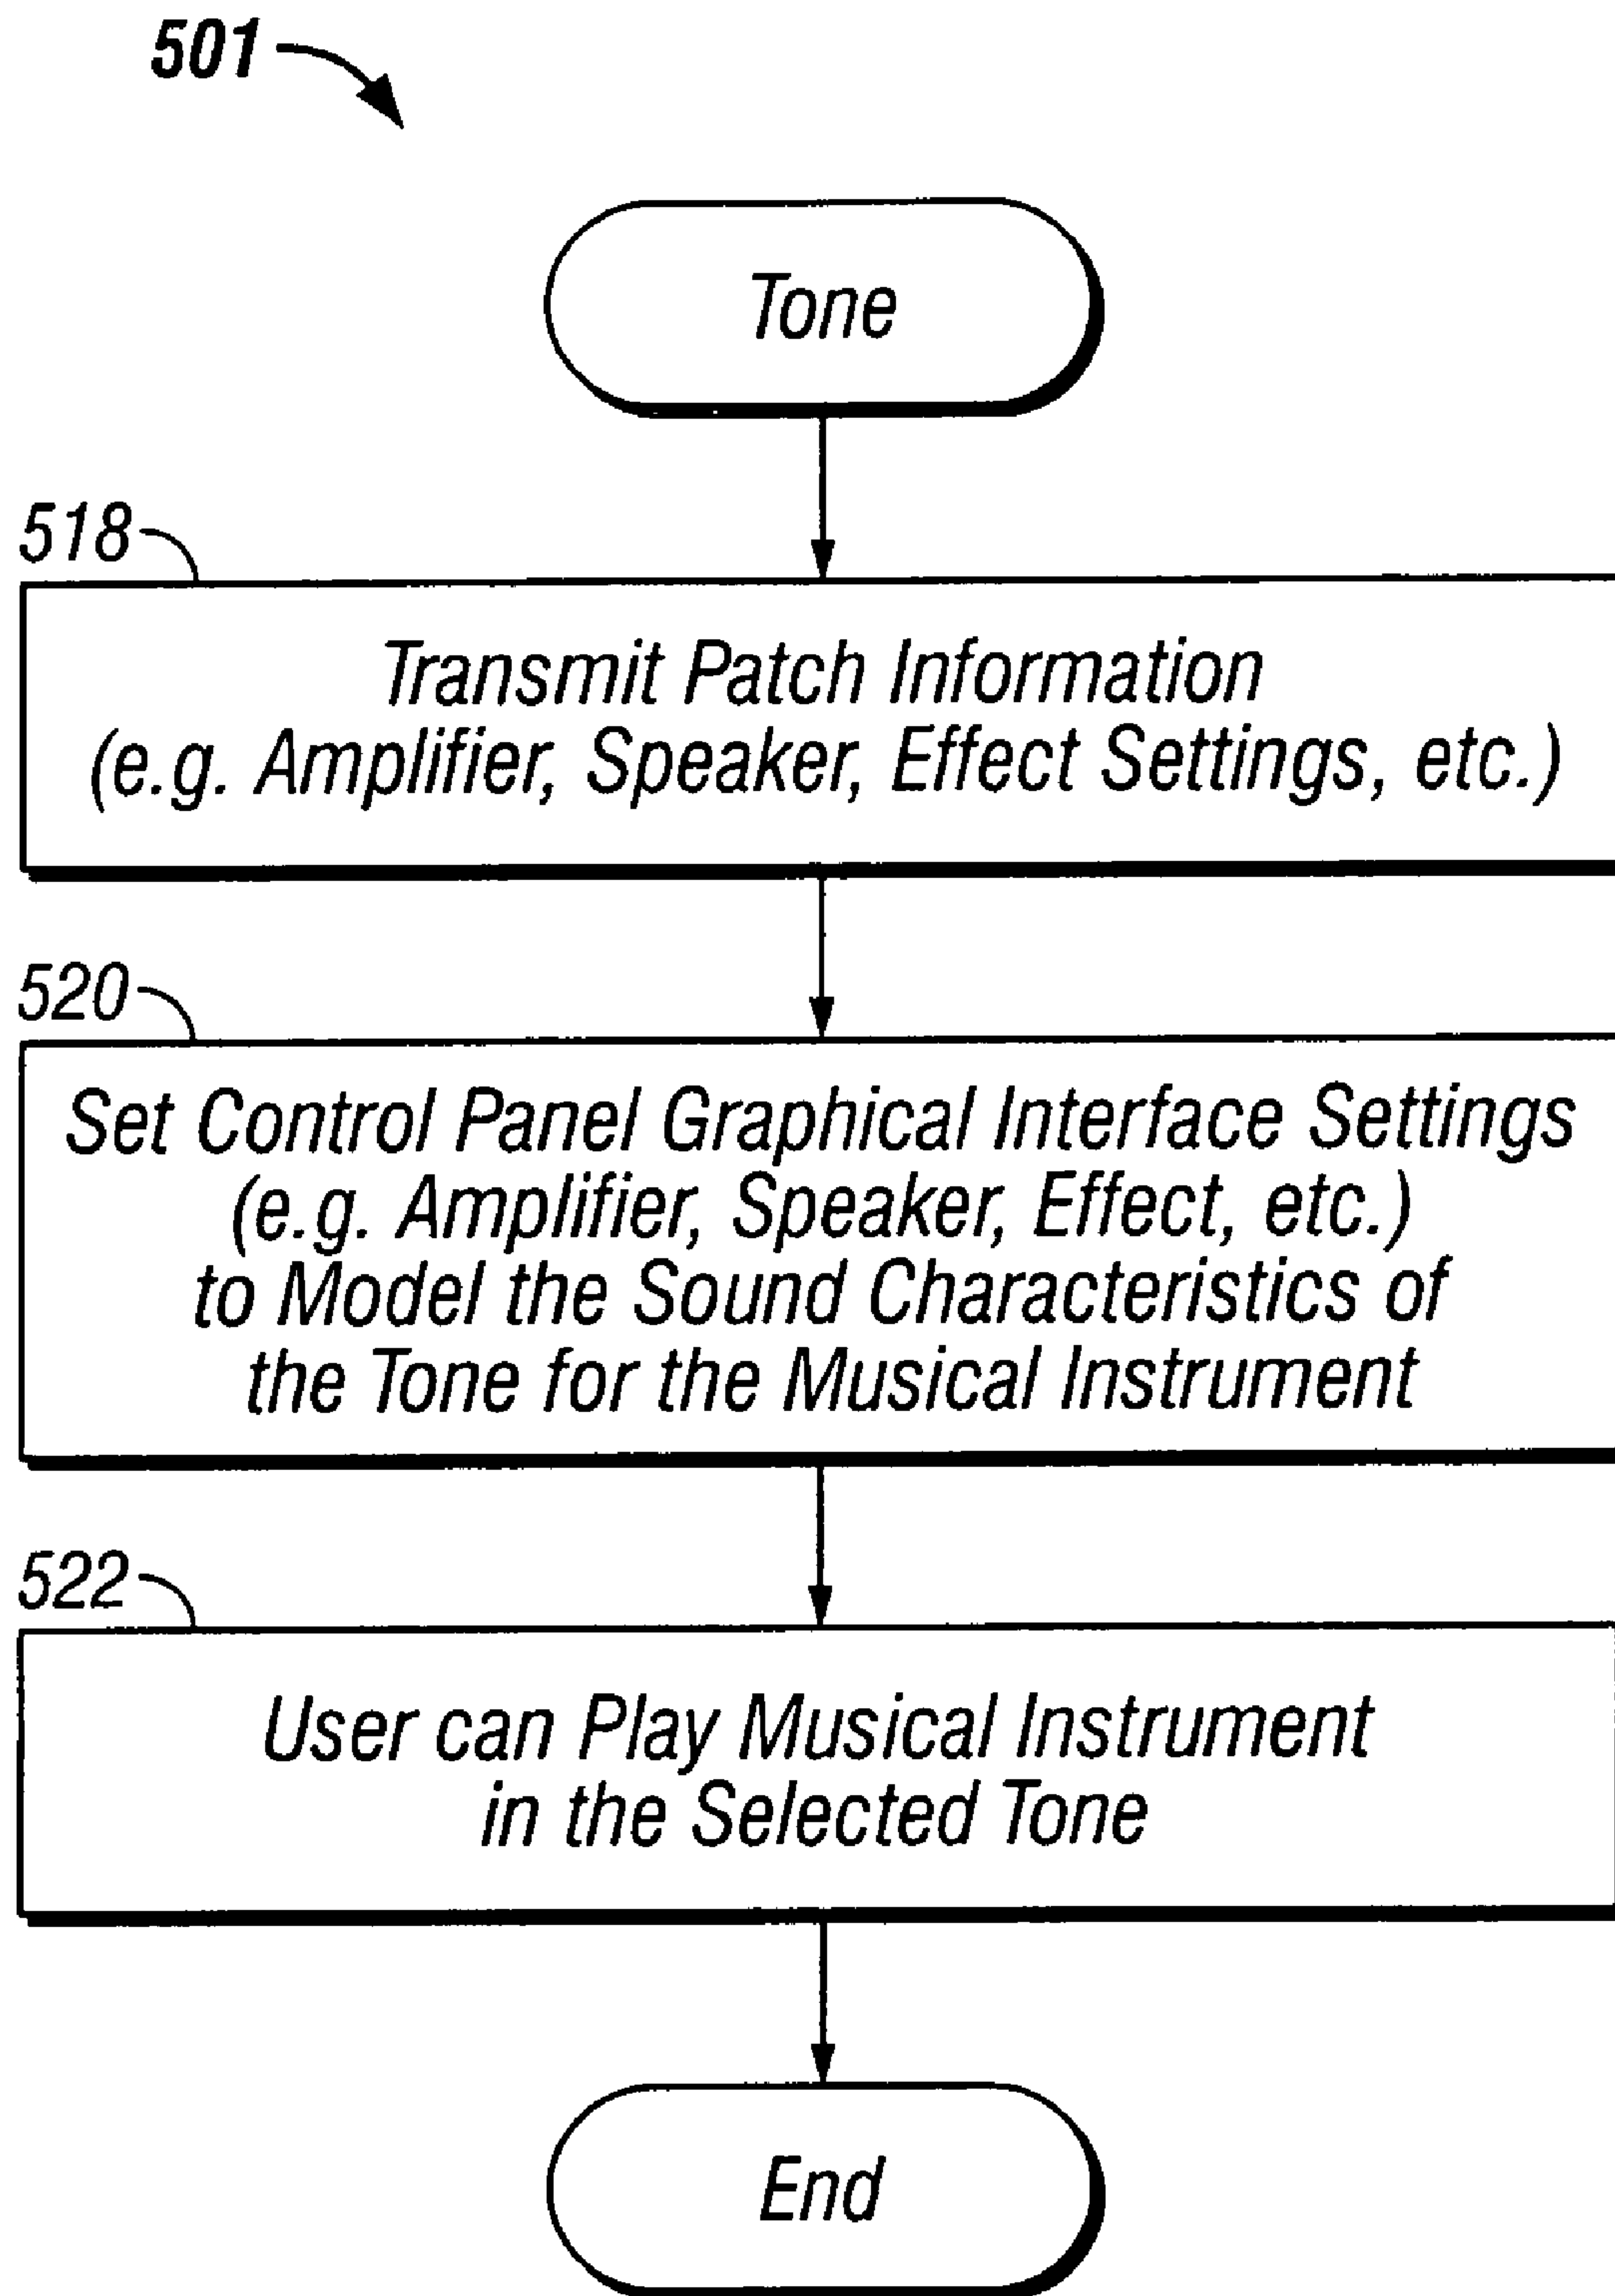 501
Tone
518
Transmit Patch Information
(e.g. Amplifier, Speaker, Effect Settings, etc.)
520
Set Control Panel Graphical Interface Settings
(e.g. Amplifier, Speaker, Effect, etc.)
to Model the Sound Characteristics of
the Tone for the Musical Instrument
522
User can Play Musical Instrument
in the Selected Tone
End